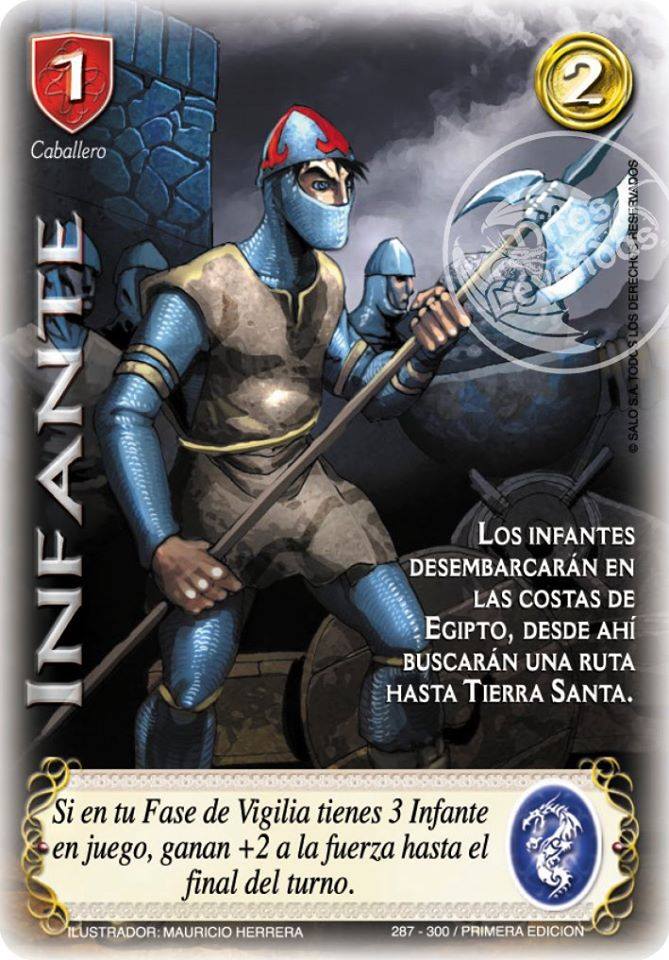 1
2
Caballero
INFANTE
© SALO S.A. TODOS LOS DERECHOS RESERVADOS
LOS INFANTES
DESEMBARCARÁN EN
LAS COSTAS DE
EGIPTO, DESDE AHÍ
BUSCARÁN UNA RUTA
HASTA TIERRA SANTA.
Si en tu Fase de Vigilia tienes 3 Infante
en juego, ganan +2 a la fuerza hasta el
final del turno.
ILUSTRADOR: MAURICIO HERRERA
287 - 300 / PRIMERA EDICION